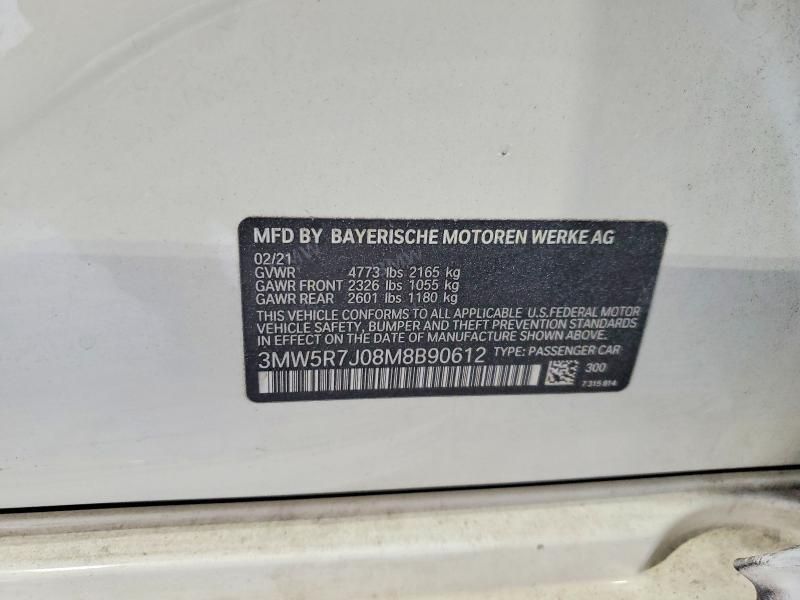 MFD BY BAYERISCHE MOTOREN WERKE AG
02/21
GVWR 4773 lbs 2165 kg
GAWR FRONT 2326 lbs 1055 kg
GAWR REAR 2601 lbs 1180 kg
THIS VEHICLE CONFORMS TO ALL APPLICABLE U.S.FEDERAL MOTOR
VEHICLE SAFETY, BUMPER AND THEFT PREVENTION STANDARDS
IN EFFECT ON THE DATE OF MANUFACTURE SHOWN ABOVE.
3MW5R7J08M8B90612 TYPE: PASSENGER CAR
300
7 315 814